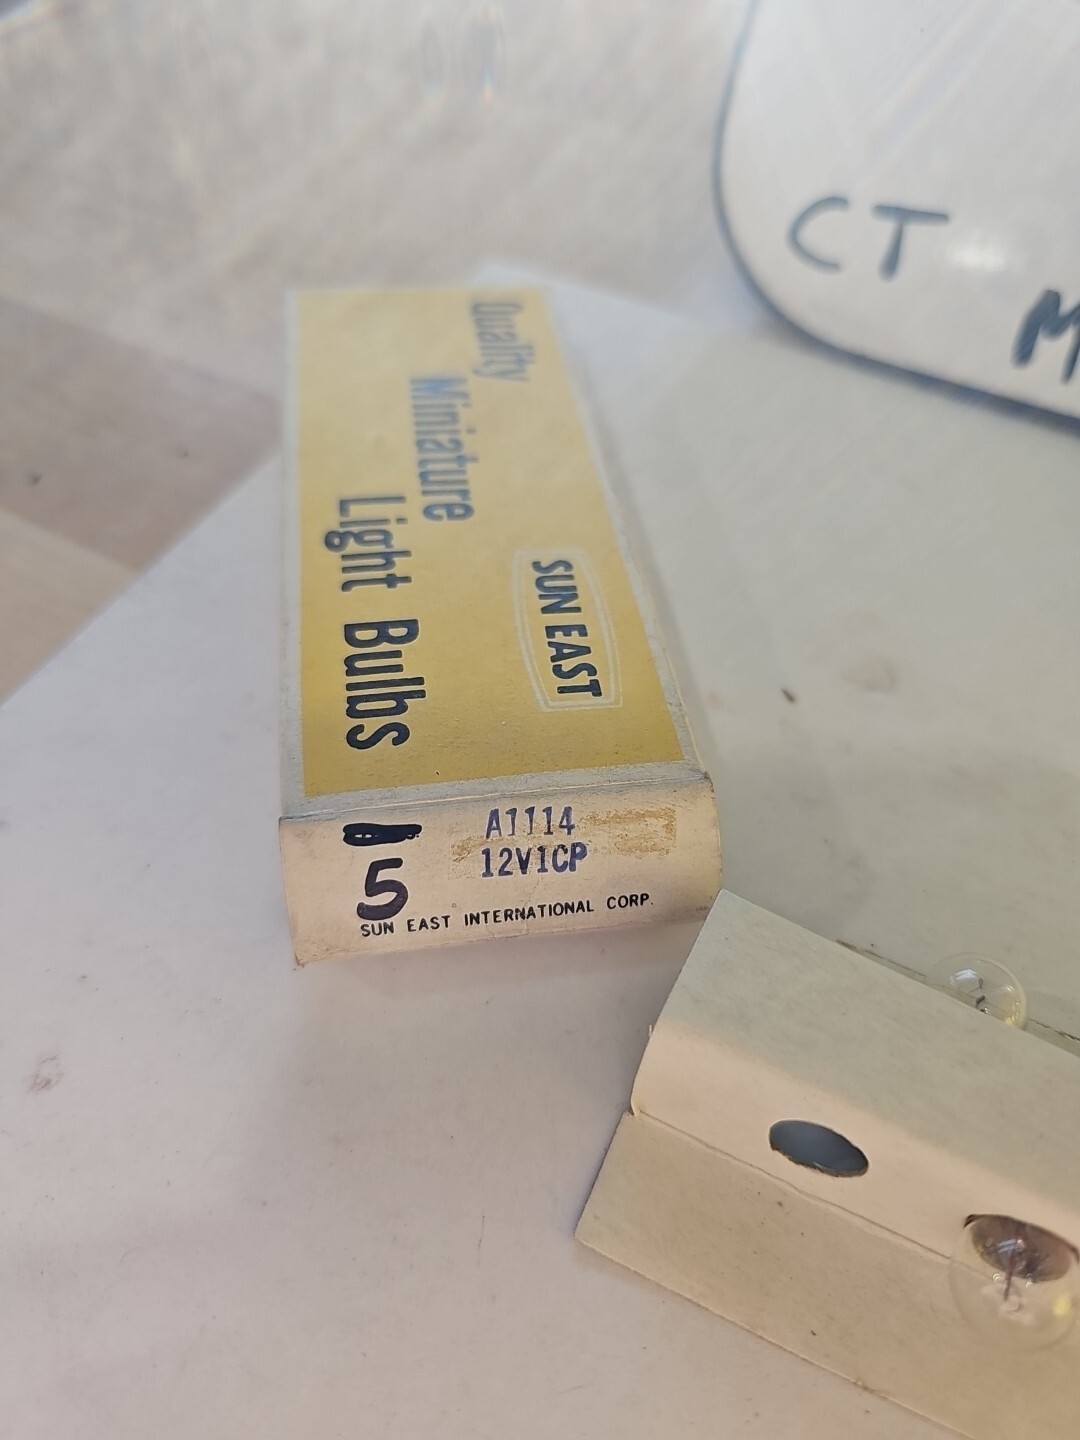 CT
M
Quality
Miniature
Light Bulbs
SUN EAST
A1114
12V1CP
5
SUN EAST INTERNATIONAL CORP.